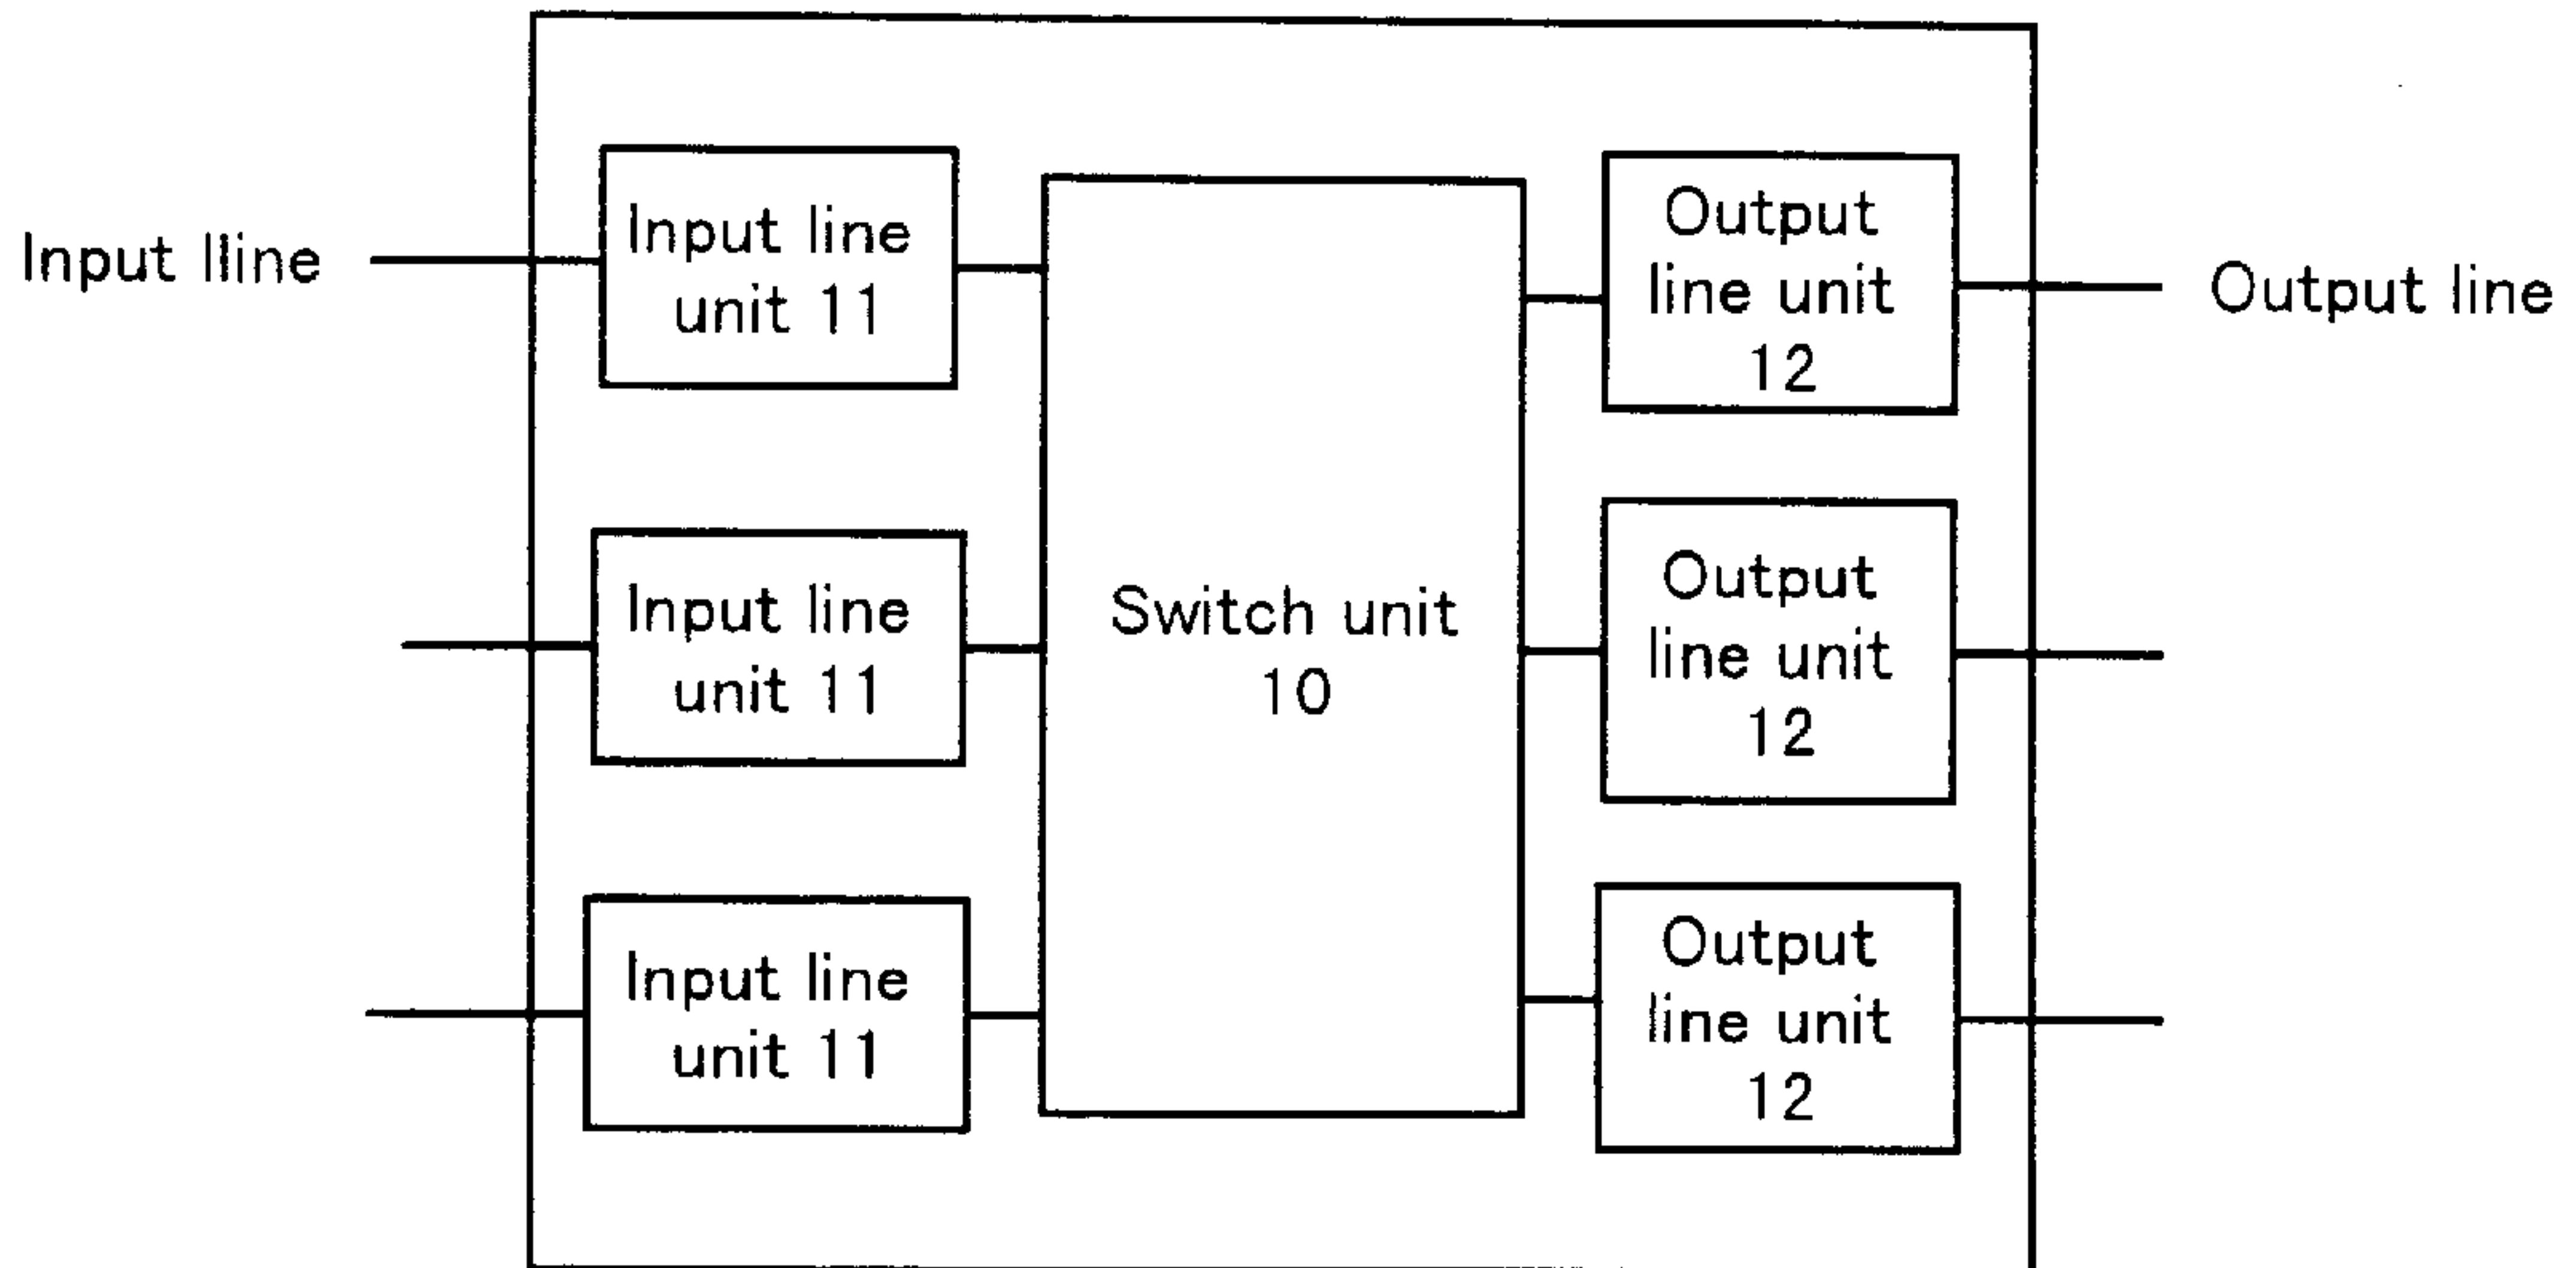 Input lline
Input line
unit 11
Input line
unit 11
Input line
unit 11
Switch unit
10
Output
line unit
12
Output
line unit
12
Output
line unit
12
Output line